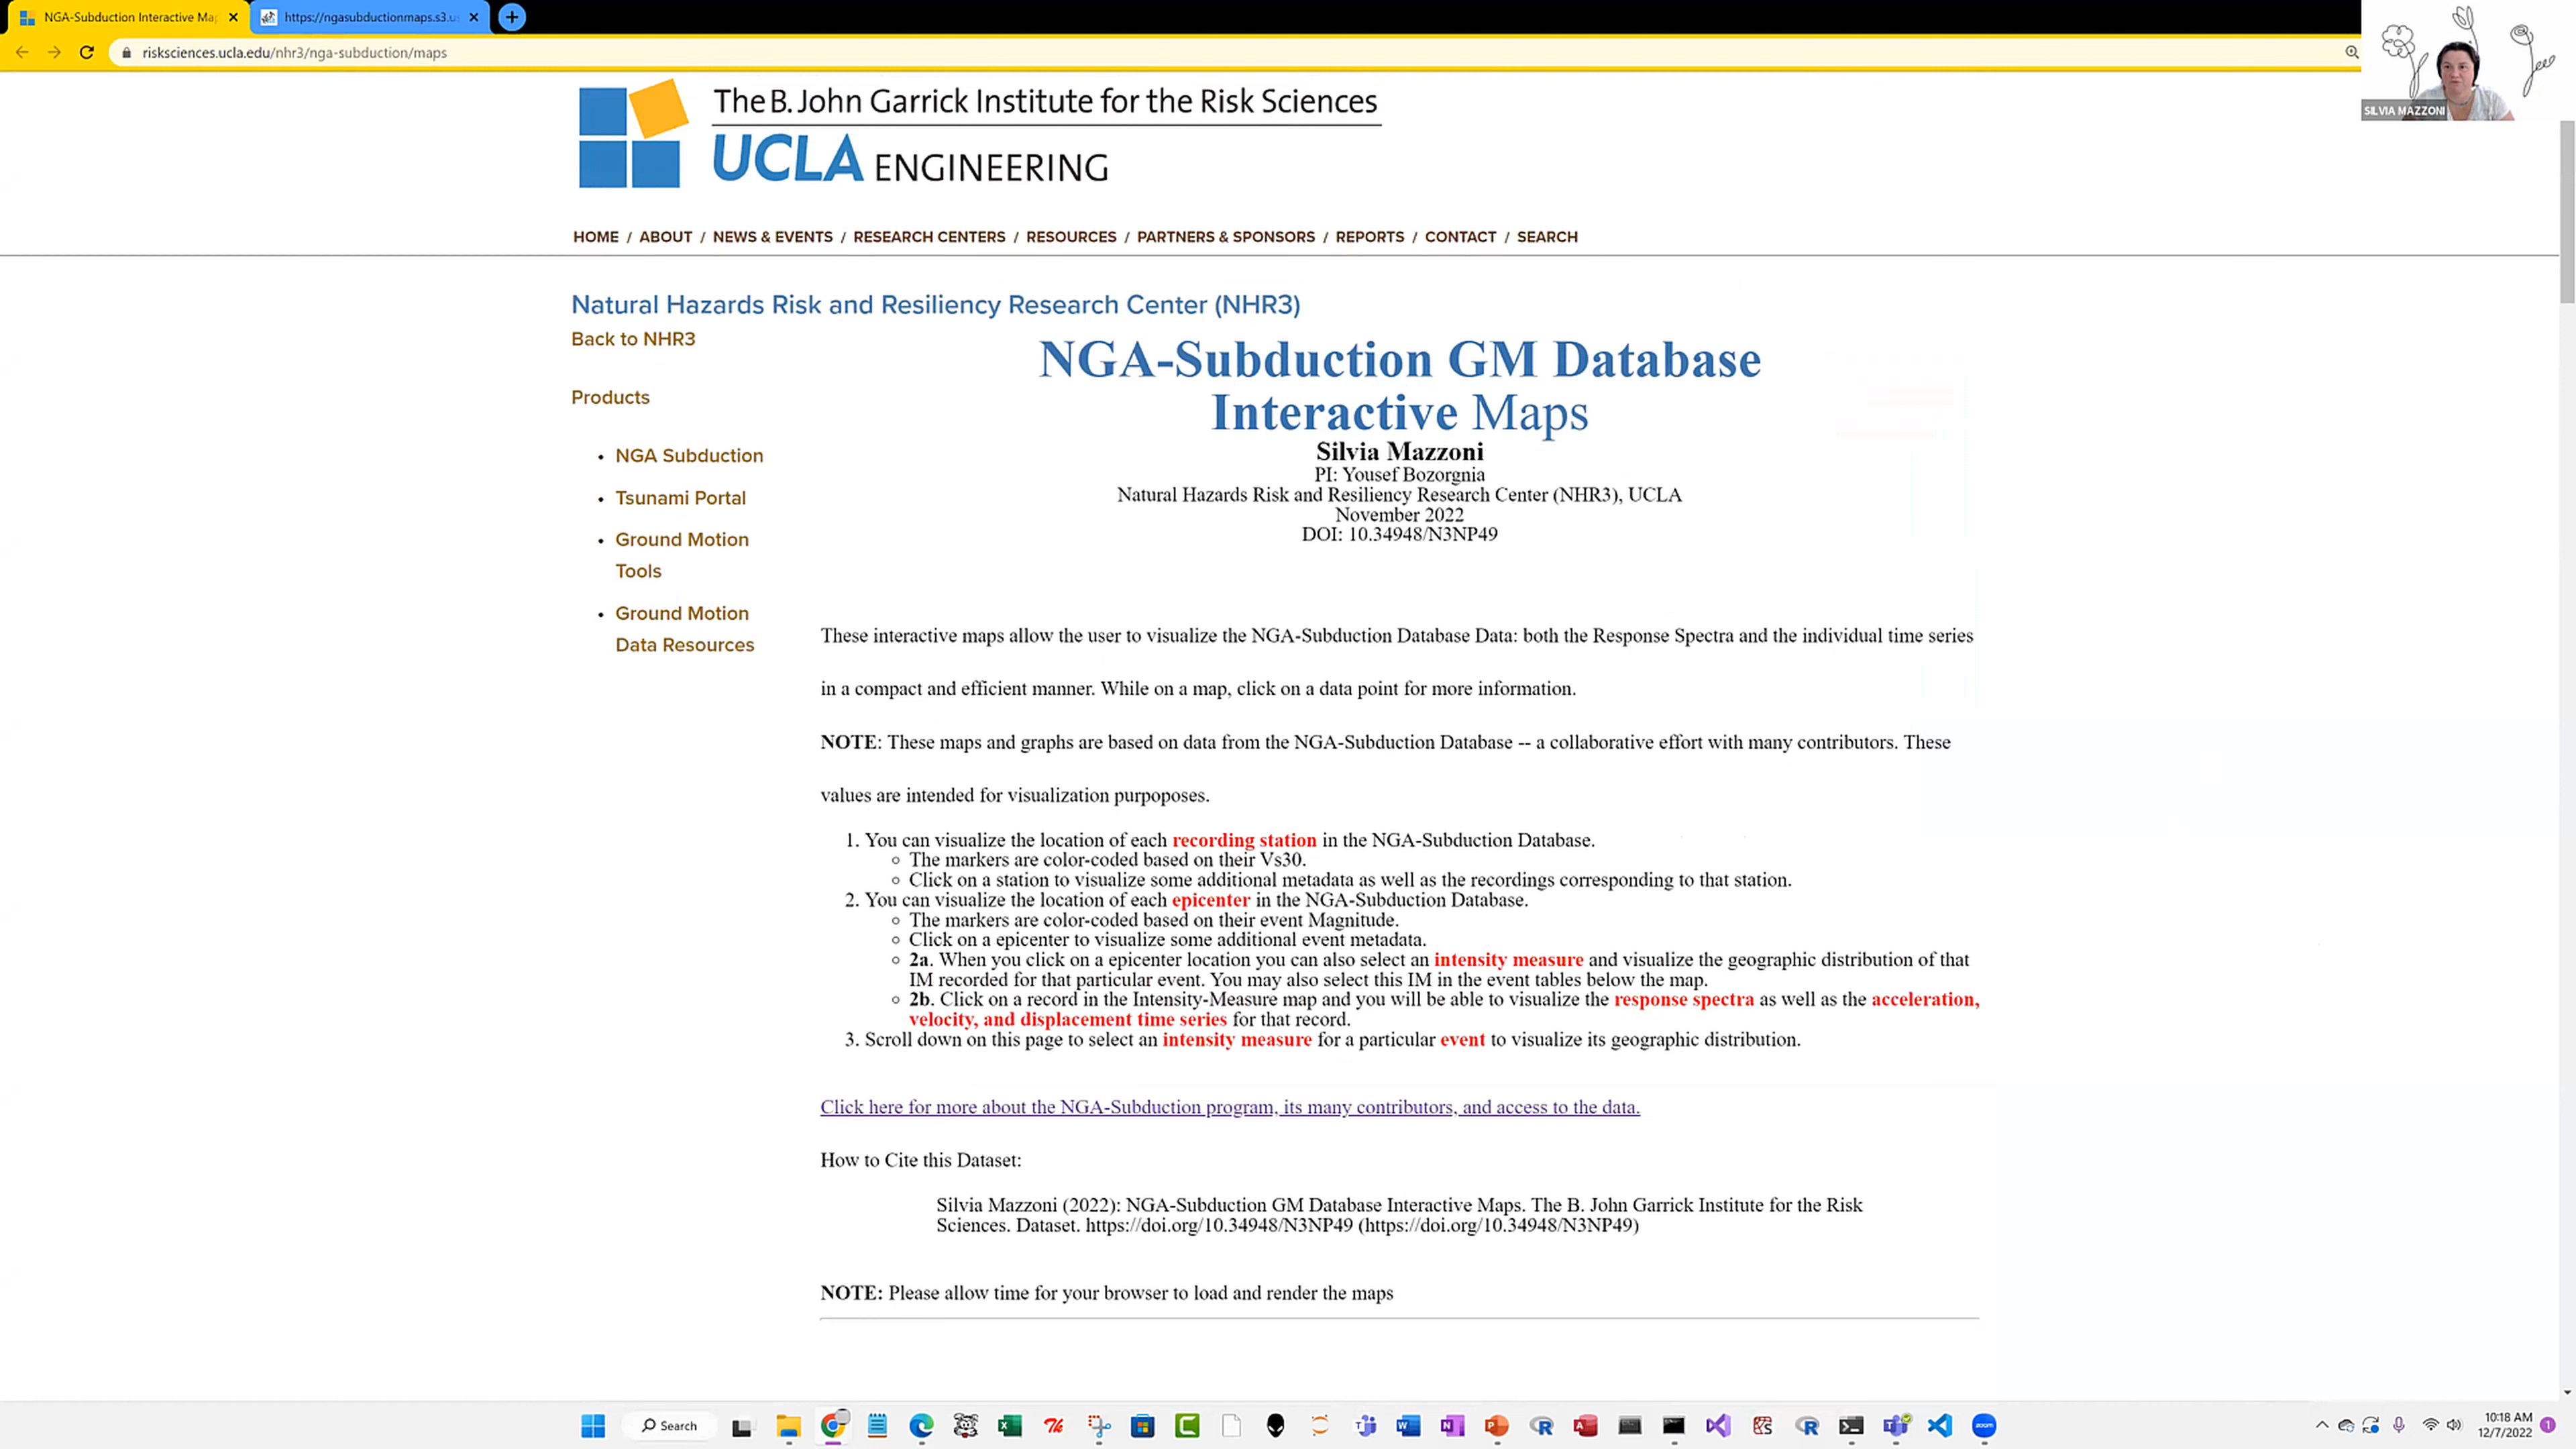 NGA-Subduction Interactive Ma
https://ngasubductionmaps.s3.u
risksciences.ucla.edu/nhr3/nga-subduction/maps
SILVIA MAZZONI
The B. John Garrick Institute for the Risk Sciences
UCLA ENGINEERING
HOME / ABOUT / NEWS & EVENTS / RESEARCH CENTERS / RESOURCES / PARTNERS & SPONSORS / REPORTS / CONTACT / SEARCH
Natural Hazards Risk and Resiliency Research Center (NHR3)
Back to NHR3
Products
• NGA Subduction
• Tsunami Portal
• Ground Motion
Tools
• Ground Motion
Data Resources
NGA-Subduction GM Database
Interactive Maps
Silvia Mazzoni
PI: Yousef Bozorgnia
Natural Hazards Risk and Resiliency Research Center (NHR3), UCLA
November 2022
DOI: 10.34948/N3NP49
These interactive maps allow the user to visualize the NGA-Subduction Database Data: both the Response Spectra and the individual time series
in a compact and efficient manner. While on a map, click on a data point for more information.
NOTE: These maps and graphs are based on data from the NGA-Subduction Database -- a collaborative effort with many contributors. These
values are intended for visualization purpoposes.
1. You can visualize the location of each recording station in the NGA-Subduction Database.
○ The markers are color-coded based on their Vs30.
○ Click on a station to visualize some additional metadata as well as the recordings corresponding to that station.
2. You can visualize the location of each epicenter in the NGA-Subduction Database.
○ The markers are color-coded based on their event Magnitude.
○ Click on a epicenter to visualize some additional event metadata.
○ 2a. When you click on a epicenter location you can also select an intensity measure and visualize the geographic distribution of that
IM recorded for that particular event. You may also select this IM in the event tables below the map.
○ 2b. Click on a record in the Intensity-Measure map and you will be able to visualize the response spectra as well as the acceleration,
velocity, and displacement time series for that record.
3. Scroll down on this page to select an intensity measure for a particular event to visualize its geographic distribution.
Click here for more about the NGA-Subduction program, its many contributors, and access to the data.
How to Cite this Dataset:
Silvia Mazzoni (2022): NGA-Subduction GM Database Interactive Maps. The B. John Garrick Institute for the Risk
Sciences. Dataset. https://doi.org/10.34948/N3NP49 (https://doi.org/10.34948/N3NP49)
NOTE: Please allow time for your browser to load and render the maps
Search
10:18 AM
12/7/2022
1